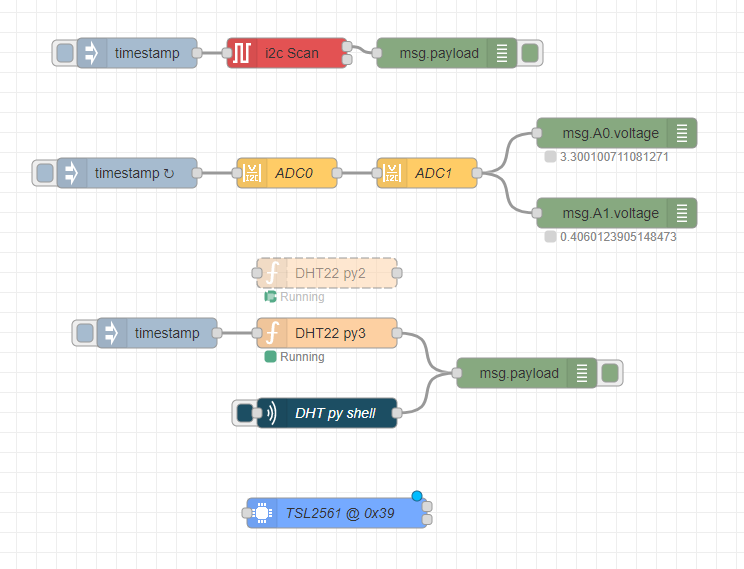 timestamp
i2c Scan
msg.payload
msg.A0.voltage
3.300100711081271
timestamp ↻
ADC0
ADC1
msg.A1.voltage
0.4060123905148473
DHT22 py2
Running
timestamp
DHT22 py3
Running
msg.payload
DHT py shell
TSL2561 @ 0x39